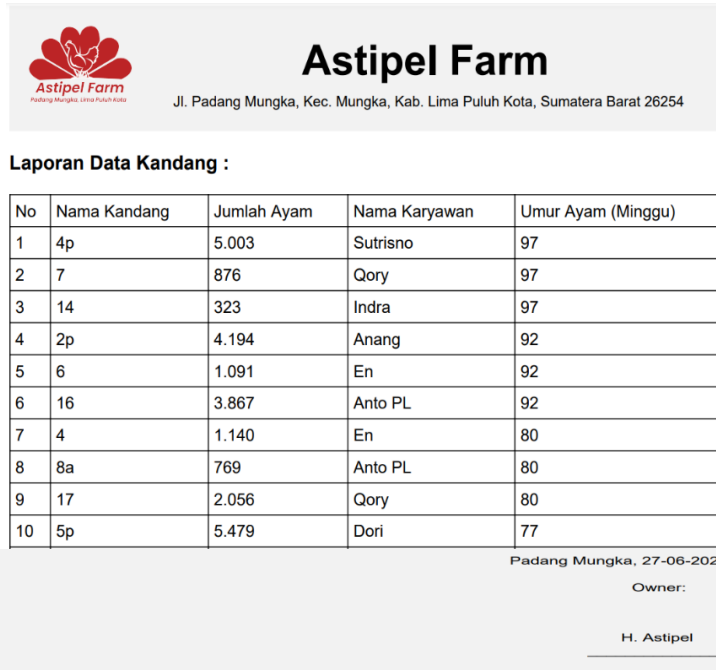 Astipel Farm
Padang Mungka, Lima Puluh Kota
Astipel Farm
Jl. Padang Mungka, Kec. Mungka, Kab. Lima Puluh Kota, Sumatera Barat 26254
Laporan Data Kandang :
No Nama Kandang Jumlah Ayam Nama Karyawan Umur Ayam (Minggu)
1 4p 5.003 Sutrisno 97
2 7 876 Qory 97
3 14 323 Indra 97
4 2p 4.194 Anang 92
5 6 1.091 En 92
6 16 3.867 Anto PL 92
7 4 1.140 En 80
8 8a 769 Anto PL 80
9 17 2.056 Qory 80
10 5p 5.479 Dori 77
Padang Mungka, 27-06-202
Owner:
H. Astipel